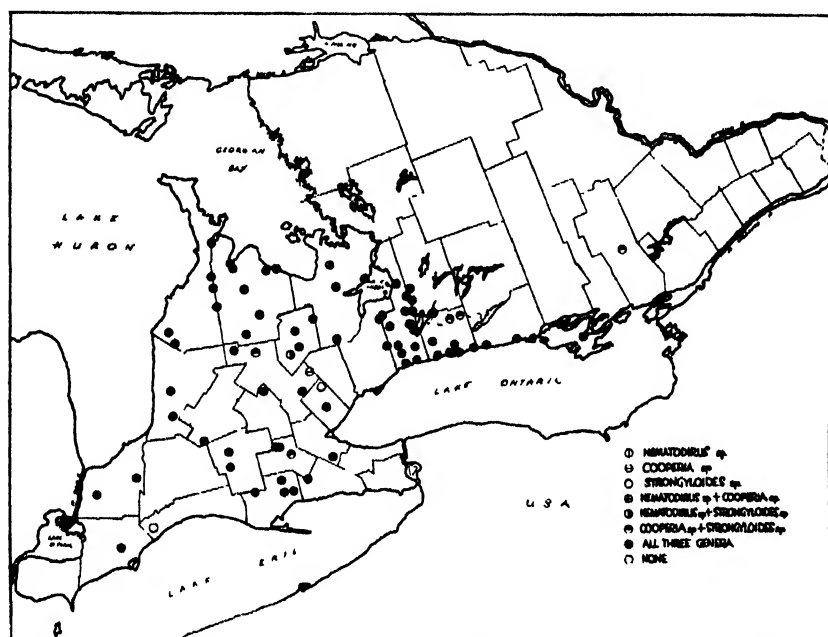 GEORGIAN
BAY
LAKE
HURON
LAKE ONTARIO
LAKE ERIE
USA
NEMATODIRUS sp.
COOPERIA sp
STRONGYLOIDES sp.
NEMATODIRUS sp + COOPERIA sp.
NEMATODIRUS sp + STRONGYLOIDES sp
COOPERIA sp + STRONGYLOIDES sp
ALL THREE GENERA
NONE